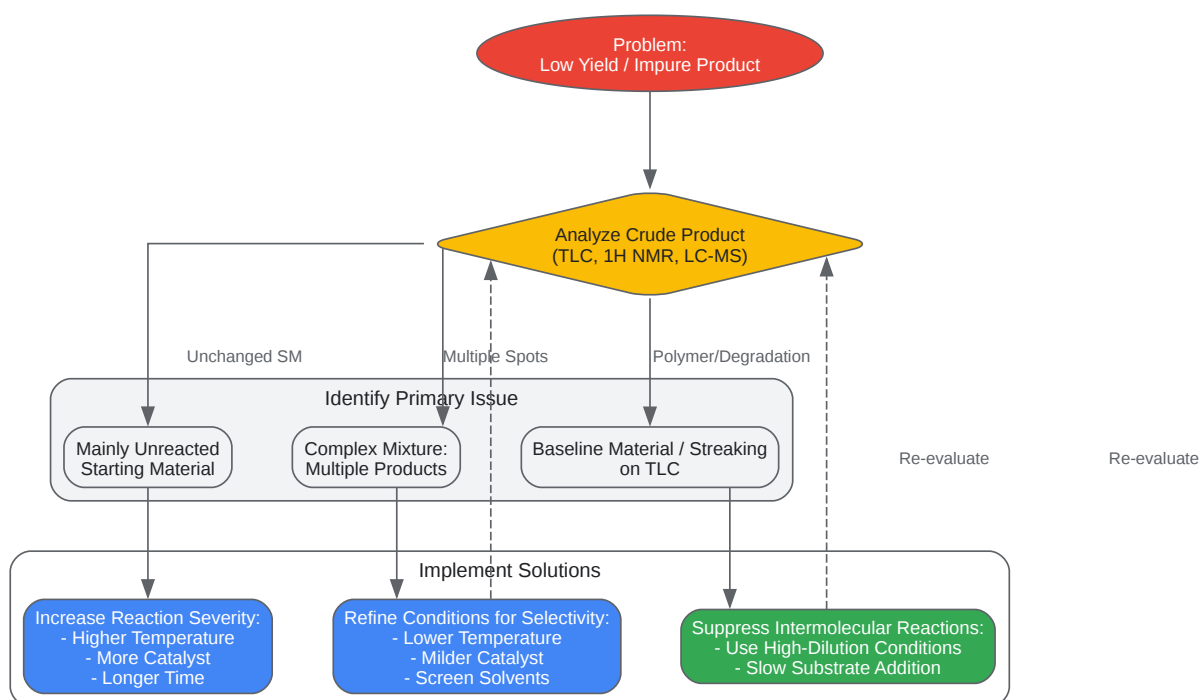 Problem:
Low Yield / Impure Product
Analyze Crude Product
(TLC, 1H NMR, LC-MS)
Unchanged SM
Multiple Spots
Polymer/Degradation
Identify Primary Issue
Mainly Unreacted
Starting Material
Complex Mixture:
Multiple Products
Baseline Material / Streaking
on TLC
Re-evaluate
Re-evaluate
Implement Solutions
Increase Reaction Severity:
- Higher Temperature
- More Catalyst
- Longer Time
Refine Conditions for Selectivity:
- Lower Temperature
- Milder Catalyst
- Screen Solvents
Suppress Intermolecular Reactions:
- Use High-Dilution Conditions
- Slow Substrate Addition